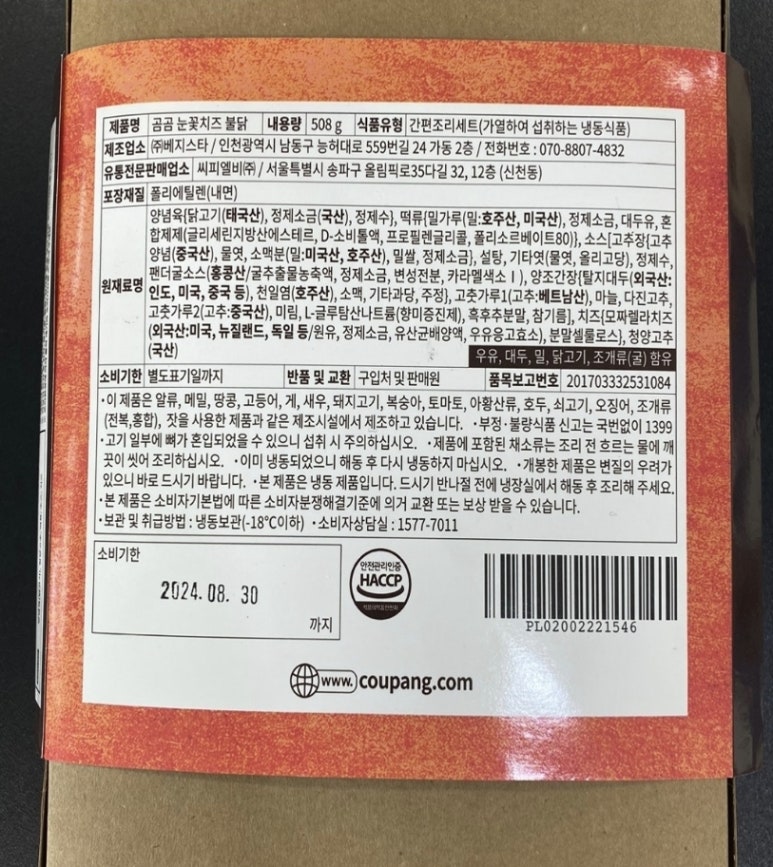 제품명 곰곰 눈꽃치즈 불닭 내용량 508 g 식품유형 간편조리세트(가열하여 섭취하는 냉동식품)
제조업소 ㈜베지스타 / 인천광역시 남동구 능허대로 559번길 24 가동 2층 / 전화번호 : 070-8807-4832
유통전문판매업소 씨피엘비㈜ / 서울특별시 송파구 올림픽로35다길 32, 12층 (신천동)
포장재질 폴리에틸렌(내면)
원재료명
양념육{닭고기(태국산), 정제소금(국산), 정제수}, 떡류{밀가루(밀:호주산, 미국산), 정제소금, 대두유, 혼
합제제(글리세린지방산에스테르, D-소비톨액, 프로필렌글리콜, 폴리소르베이트80)}, 소스[고추장{고추
양념(중국산), 물엿, 소맥분(밀:미국산, 호주산), 밀쌀, 정제소금}, 설탕, 기타엿(물엿, 올리고당), 정제수,
팬더굴소스(홍콩산/굴추출물농축액, 정제소금, 변성전분, 카라멜색소Ⅰ), 양조간장{탈지대두(외국산:
인도, 미국, 중국 등), 천일염(호주산), 소맥, 기타과당, 주정}, 고춧가루1(고추:베트남산), 마늘, 다진고추,
고춧가루2(고추:중국산), 미림, L-글루탐산나트륨(향미증진제), 흑후추분말, 참기름], 치즈[모짜렐라치즈
(외국산:미국, 뉴질랜드, 독일 등/원유, 정제소금, 유산균배양액, 우유응고효소), 분말셀룰로스], 청양고추
(국산)
우유, 대두, 밀, 닭고기, 조개류(굴) 함유
소비기한 별도표기일까지 반품 및 교환 구입처 및 판매원 품목보고번호 201703332531084
•이 제품은 알류, 메밀, 땅콩, 고등어, 게, 새우, 돼지고기, 복숭아, 토마토, 아황산류, 호두, 쇠고기, 오징어, 조개류
(전복,홍합), 잣을 사용한 제품과 같은 제조시설에서 제조하고 있습니다. •부정·불량식품 신고는 국번없이 1399
•고기 일부에 뼈가 혼입되었을 수 있으니 섭취 시 주의하십시오. •제품에 포함된 채소류는 조리 전 흐르는 물에 깨
끗이 씻어 조리하십시오. •이미 냉동되었으니 해동 후 다시 냉동하지 마십시오. •개봉한 제품은 변질의 우려가
있으니 바로 드시기 바랍니다. •본 제품은 냉동 제품입니다. 드시기 반나절 전에 냉장실에서 해동 후 조리해 주세요.
•본 제품은 소비자기본법에 따른 소비자분쟁해결기준에 의거 교환 또는 보상 받을 수 있습니다.
•보관 및 취급방법 : 냉동보관(-18℃이하) •소비자상담실 : 1577-7011
소비기한
2024. 08. 30
까지
안전관리인증
HACCP
식품의약품안전처
PL02002221546
www. coupang.com